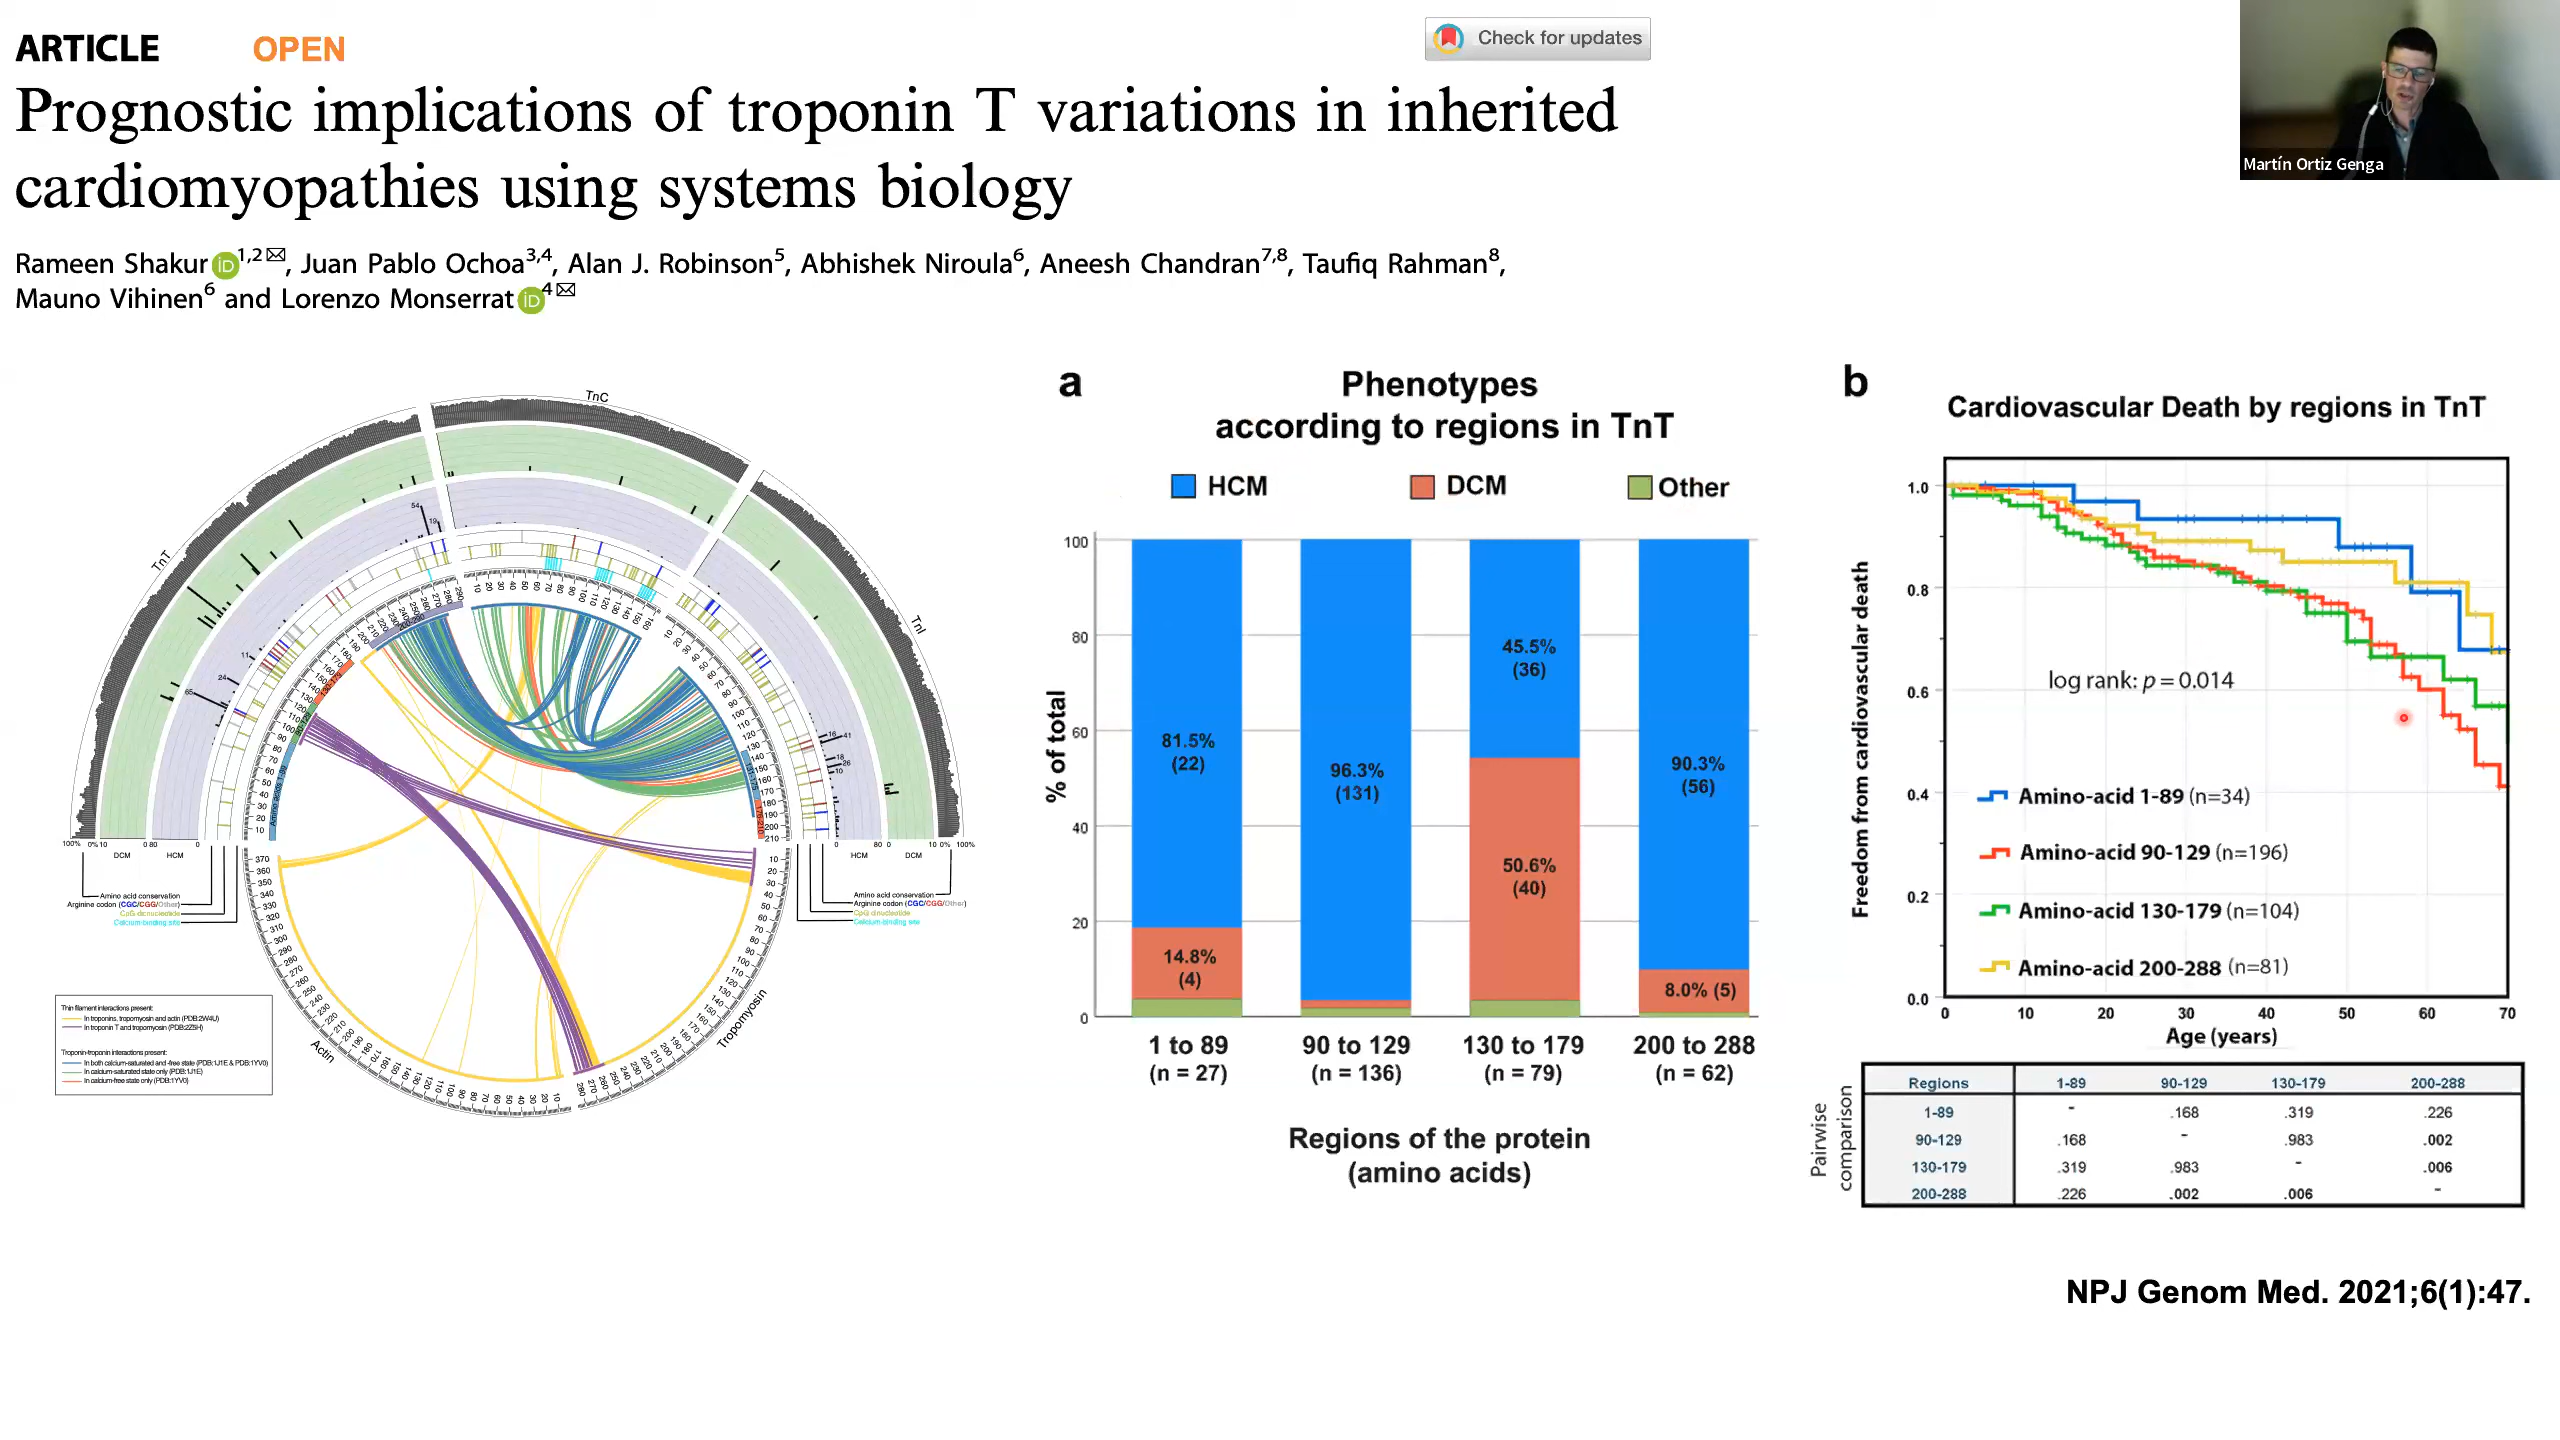 ARTICLE OPEN
Check for updates
Prognostic implications of troponin T variations in inherited
cardiomyopathies using systems biology
Rameen Shakur iD 1,2✉, Juan Pablo Ochoa3,4, Alan J. Robinson5, Abhishek Niroula6, Aneesh Chandran7,8, Taufiq Rahman8,
Mauno Vihinen6 and Lorenzo Monserrat iD 4✉
Martín Ortiz Genga
TnC
TnT
TnI
Actin
Tropomyosin
100% 0% 10 0 80 0
DCM HCM
0 80 0 10 0% 100%
HCM DCM
Amino acid conservation
Arginine codon (CGC/CGG/Other)
CpG dinucleotide
Calcium-binding site
Amino acid conservation
Arginine codon (CGC/CGG/Other)
CpG dinucleotide
Calcium-binding site
Thin filament interactions present:
In troponins, tropomyosin and actin (PDB:2W4U)
In troponin T and tropomyosin (PDB:2Z5H)
Troponin-troponin interactions present:
In both calcium-saturated and -free state (PDB:1J1E & PDB:1YV0)
In calcium-saturated state only (PDB:1J1E)
In calcium-free state only (PDB:1YV0)
a
Phenotypes
according to regions in TnT
HCM DCM Other
% of total
100
80
60
40
20
0
81.5%
(22)
14.8%
(4)
96.3%
(131)
45.5%
(36)
50.6%
(40)
90.3%
(56)
8.0% (5)
1 to 89 90 to 129 130 to 179 200 to 288
(n = 27) (n = 136) (n = 79) (n = 62)
Regions of the protein
(amino acids)
b
Cardiovascular Death by regions in TnT
Freedom from cardiovascular death
1.0
0.8
0.6
0.4
0.2
0.0
log rank: p = 0.014
Amino-acid 1-89 (n=34)
Amino-acid 90-129 (n=196)
Amino-acid 130-179 (n=104)
Amino-acid 200-288 (n=81)
0 10 20 30 40 50 60 70
Age (years)
Pairwise
comparison
Regions 1-89 90-129 130-179 200-288
1-89 - .168 .319 .226
90-129 .168 - .983 .002
130-179 .319 .983 - .006
200-288 .226 .002 .006 -
NPJ Genom Med. 2021;6(1):47.